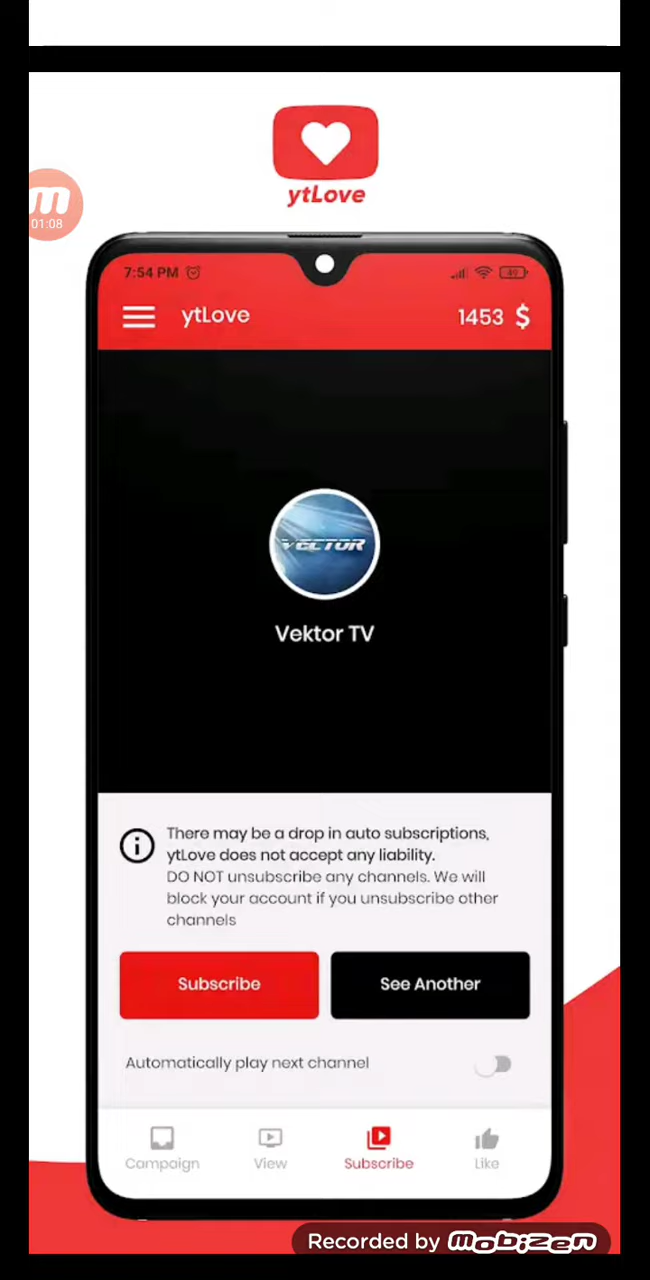 ytLove
01:08
7:54 PM
49
ytLove
1453 $
VECTOR
Vektor TV
There may be a drop in auto subscriptions,
ytLove does not accept any liability.
DO NOT unsubscribe any channels. We will
block your account if you unsubscribe other
channels
Subscribe
See Another
Automatically play next channel
Campaign
View
Subscribe
Like
Recorded by mobizen